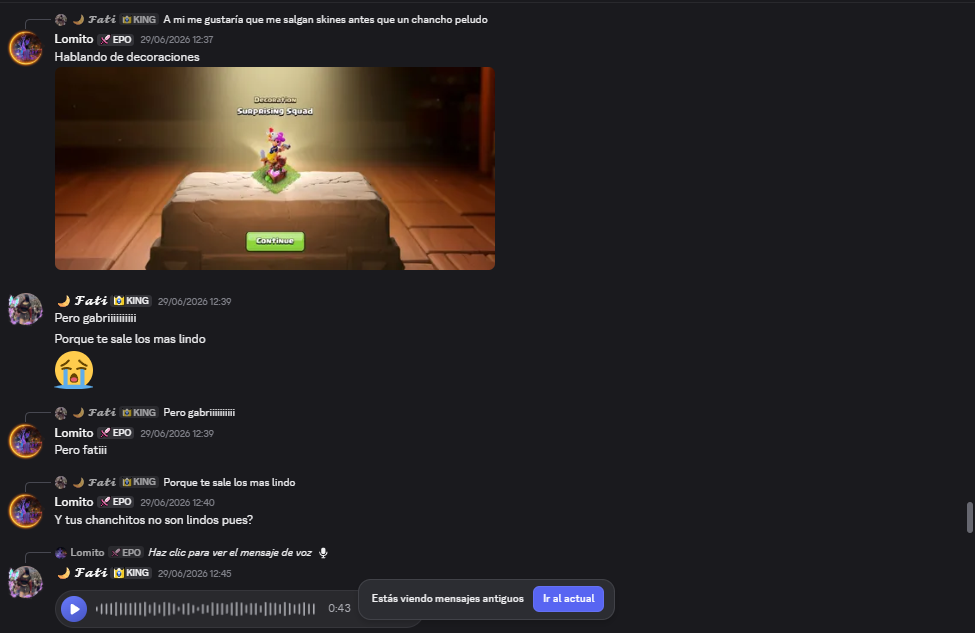 🌙 𝓕𝓪𝓽𝓲 KING A mi me gustaría que me salgan skines antes que un chancho peludo
Lomito EPO 29/06/2026 12:37
Hablando de decoraciones
Decoration
Surprising Squad
Continue
🌙 𝓕𝓪𝓽𝓲 KING 29/06/2026 12:39
Pero gabriiiiiiiiii
Porque te sale los mas lindo
🌙 𝓕𝓪𝓽𝓲 KING Pero gabriiiiiiiiii
Lomito EPO 29/06/2026 12:39
Pero fatiii
🌙 𝓕𝓪𝓽𝓲 KING Porque te sale los mas lindo
Lomito EPO 29/06/2026 12:40
Y tus chanchitos no son lindos pues?
Lomito EPO Haz clic para ver el mensaje de voz
🌙 𝓕𝓪𝓽𝓲 KING 29/06/2026 12:45
0:43
Estás viendo mensajes antiguos Ir al actual